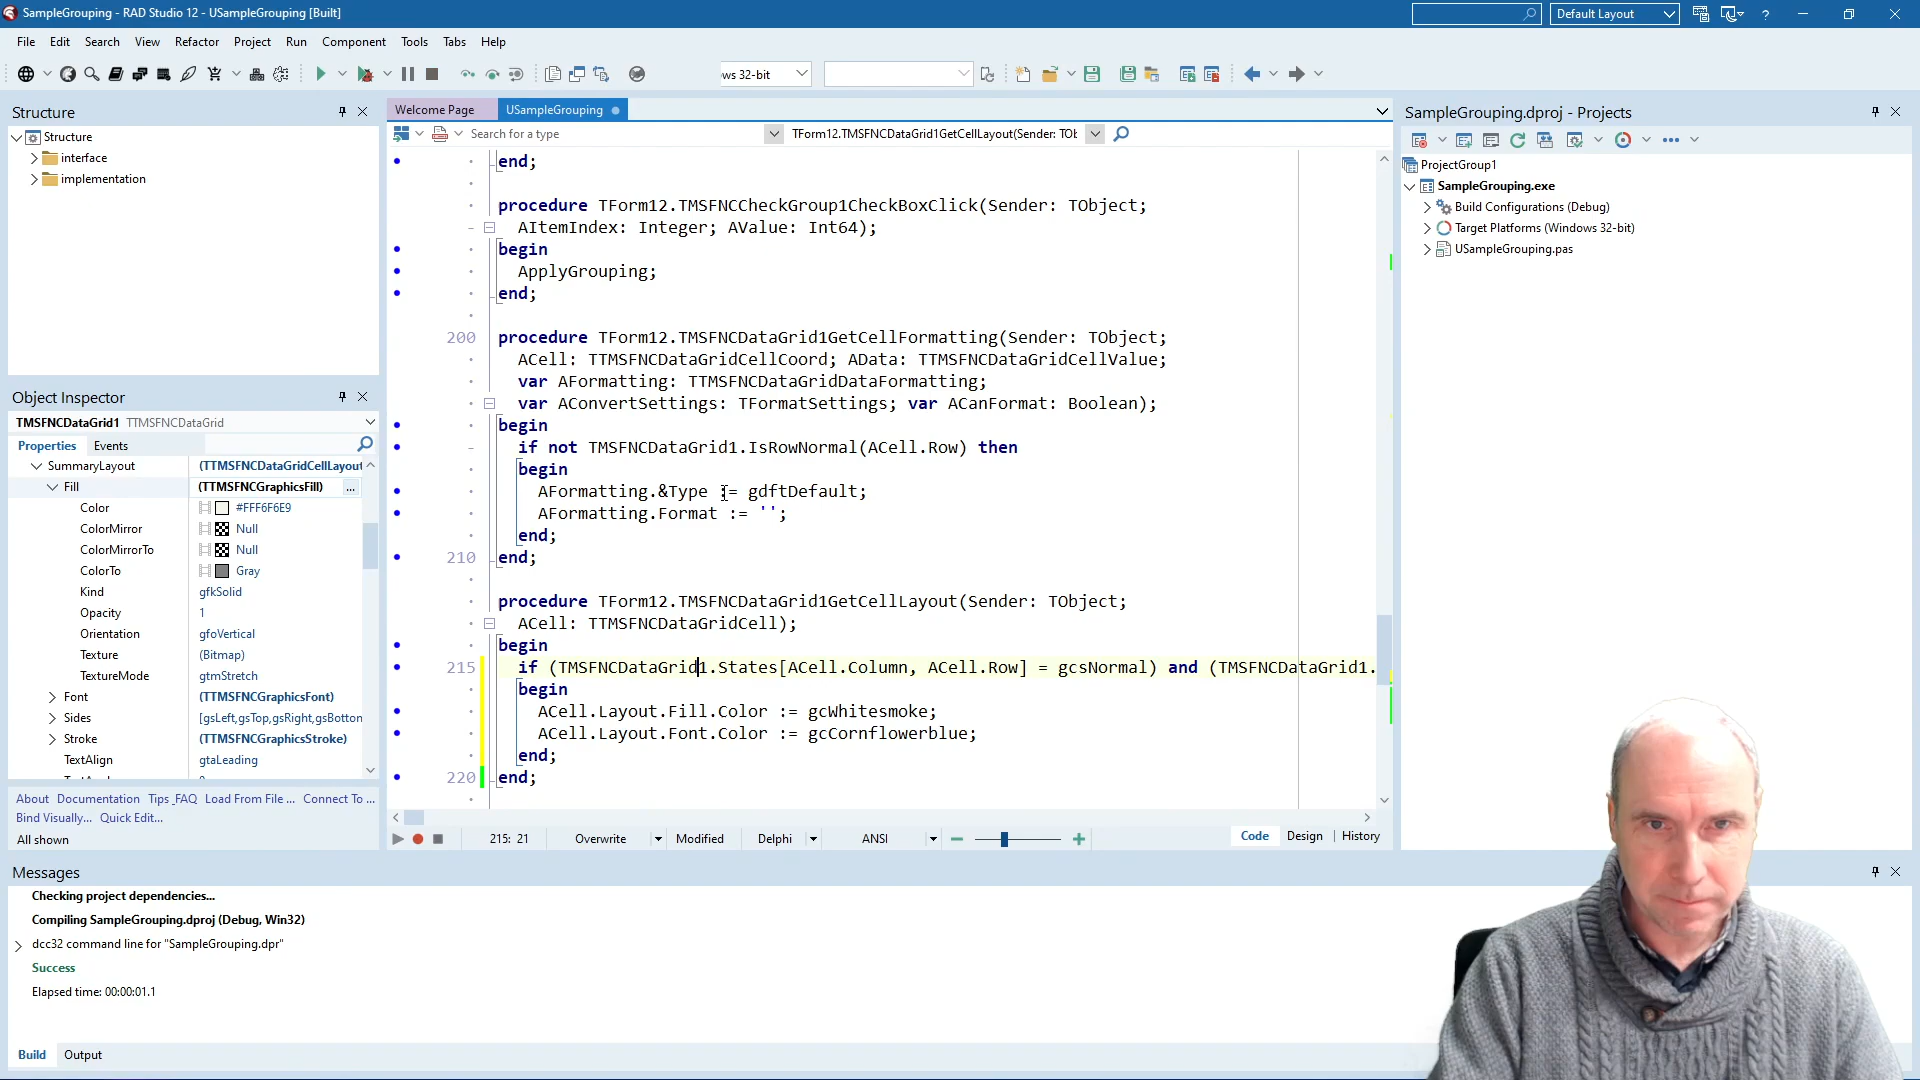 SampleGrouping - RAD Studio 12 - USampleGrouping [Built]
Default Layout
?
File Edit Search View Refactor Project Run Component Tools Tabs Help
ws 32-bit
Structure
Structure
interface
implementation
Object Inspector
TMSFNCDataGrid1 TTMSFNCDataGrid
Properties Events
SummaryLayout (TTMSFNCDataGridCellLayout
Fill (TTMSFNCGraphicsFill) ...
Color #FFF6F6E9
ColorMirror Null
ColorMirrorTo Null
ColorTo Gray
Kind gfkSolid
Opacity 1
Orientation gfoVertical
Texture (Bitmap)
TextureMode gtmStretch
Font (TTMSFNCGraphicsFont)
Sides [gsLeft,gsTop,gsRight,gsBottom
Stroke (TTMSFNCGraphicsStroke)
TextAlign gtaLeading
About Documentation Tips _FAQ Load From File ... Connect To ...
Bind Visually... Quick Edit...
All shown
Welcome Page USampleGrouping
Search for a type TForm12.TMSFNCDataGrid1GetCellLayout(Sender: TOb
end;
procedure TForm12.TMSFNCCheckGroup1CheckBoxClick(Sender: TObject;
AItemIndex: Integer; AValue: Int64);
begin
ApplyGrouping;
end;
200 procedure TForm12.TMSFNCDataGrid1GetCellFormatting(Sender: TObject;
ACell: TTMSFNCDataGridCellCoord; AData: TTMSFNCDataGridCellValue;
var AFormatting: TTMSFNCDataGridDataFormatting;
var AConvertSettings: TFormatSettings; var ACanFormat: Boolean);
begin
if not TMSFNCDataGrid1.IsRowNormal(ACell.Row) then
begin
AFormatting.&Type := gdftDefault;
AFormatting.Format := '';
end;
210 end;
procedure TForm12.TMSFNCDataGrid1GetCellLayout(Sender: TObject;
ACell: TTMSFNCDataGridCell);
begin
215 if (TMSFNCDataGrid1.States[ACell.Column, ACell.Row] = gcsNormal) and (TMSFNCDataGrid1.
begin
ACell.Layout.Fill.Color := gcWhitesmoke;
ACell.Layout.Font.Color := gcCornflowerblue;
end;
220 end;
215: 21 Overwrite Modified Delphi ANSI Code Design History
SampleGrouping.dproj - Projects
ProjectGroup1
SampleGrouping.exe
Build Configurations (Debug)
Target Platforms (Windows 32-bit)
USampleGrouping.pas
Messages
Checking project dependencies...
Compiling SampleGrouping.dproj (Debug, Win32)
dcc32 command line for "SampleGrouping.dpr"
Success
Elapsed time: 00:00:01.1
Build Output